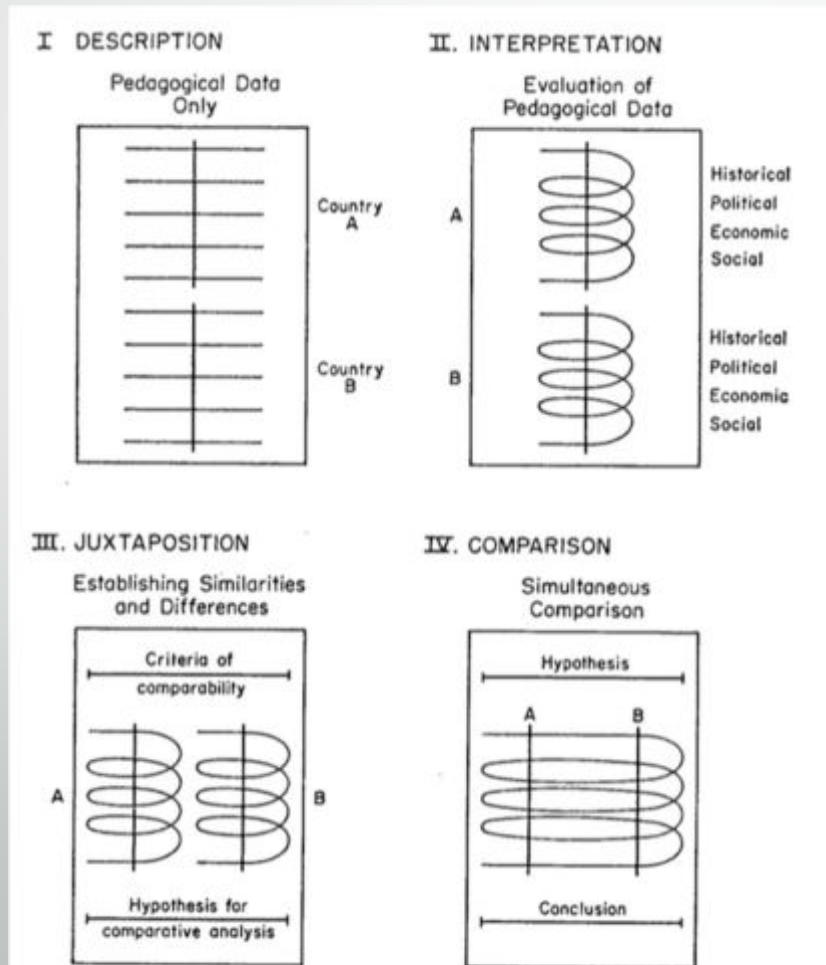 I DESCRIPTION
Pedagogical Data
Only
Country
A
Country
B
II. INTERPRETATION
Evaluation of
Pedagogical Data
A
Historical
Political
Economic
Social
B
Historical
Political
Economic
Social
III. JUXTAPOSITION
Establishing Similarities
and Differences
Criteria of
comparability
A
B
Hypothesis for
comparative analysis
IV. COMPARISON
Simultaneous
Comparison
Hypothesis
A B
Conclusion